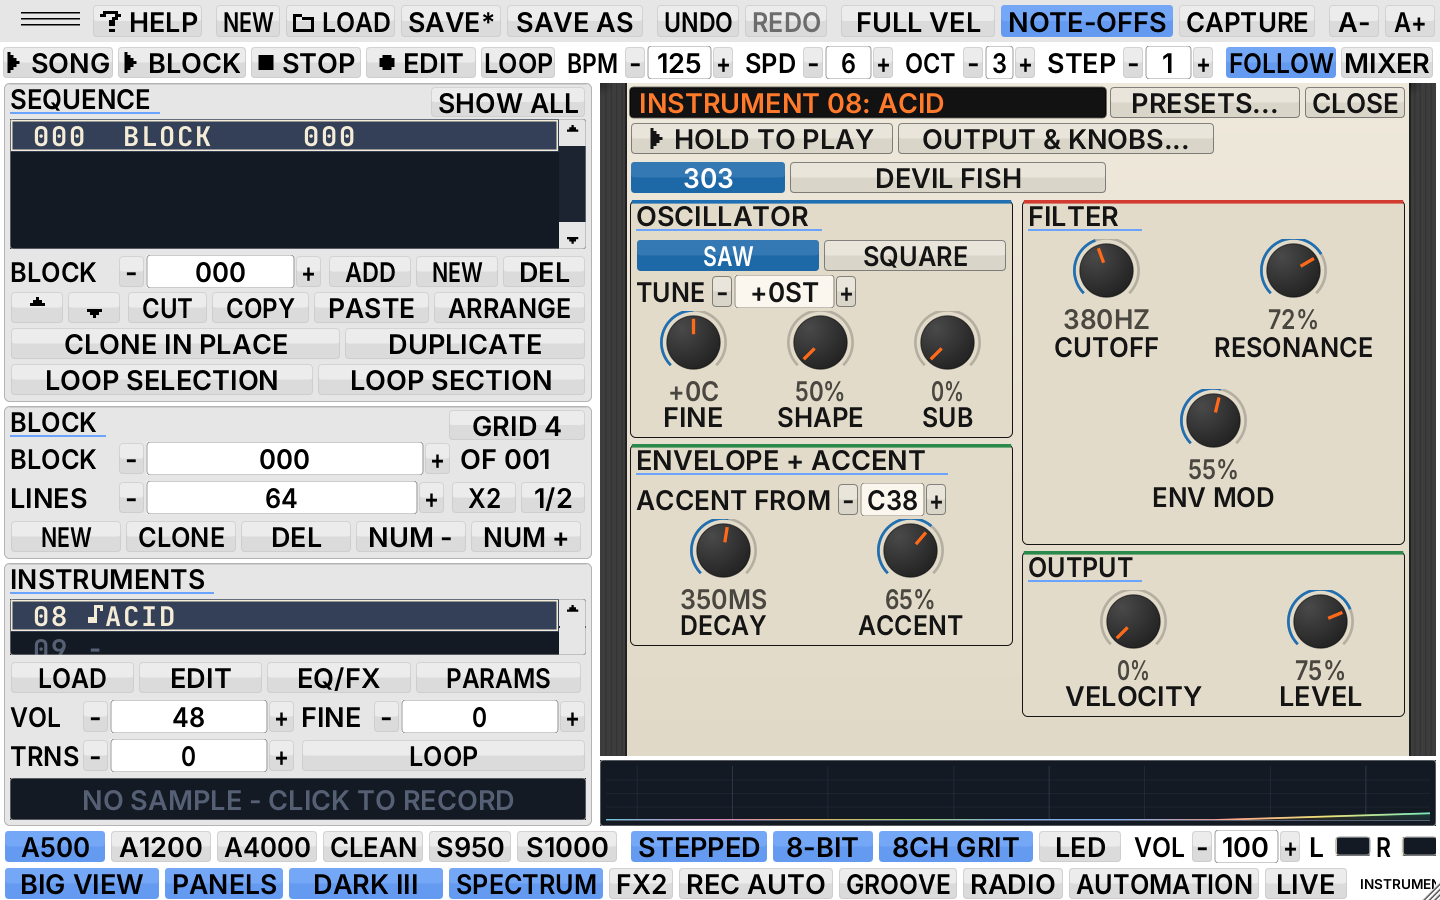 ? HELP NEW LOAD SAVE* SAVE AS UNDO REDO FULL VEL NOTE-OFFS CAPTURE A- A+
SONG BLOCK STOP EDIT LOOP BPM - 125 + SPD - 6 + OCT - 3 + STEP - 1 + FOLLOW MIXER
SEQUENCE SHOW ALL
000 BLOCK 000
BLOCK - 000 + ADD NEW DEL
CUT COPY PASTE ARRANGE
CLONE IN PLACE DUPLICATE
LOOP SELECTION LOOP SECTION
BLOCK GRID 4
BLOCK - 000 + OF 001
LINES - 64 + X2 1/2
NEW CLONE DEL NUM - NUM +
INSTRUMENTS
08 ♪ACID
09 -
LOAD EDIT EQ/FX PARAMS
VOL - 48 + FINE - 0 +
TRNS - 0 + LOOP
NO SAMPLE - CLICK TO RECORD
INSTRUMENT 08: ACID PRESETS... CLOSE
HOLD TO PLAY OUTPUT & KNOBS...
303 DEVIL FISH
OSCILLATOR
SAW SQUARE
TUNE - +0ST +
+0C 50% 0%
FINE SHAPE SUB
ENVELOPE + ACCENT
ACCENT FROM - C38 +
350MS 65%
DECAY ACCENT
FILTER
380HZ 72%
CUTOFF RESONANCE
55%
ENV MOD
OUTPUT
0% 75%
VELOCITY LEVEL
A500 A1200 A4000 CLEAN S950 S1000 STEPPED 8-BIT 8CH GRIT LED VOL - 100 + L R
BIG VIEW PANELS DARK III SPECTRUM FX2 REC AUTO GROOVE RADIO AUTOMATION LIVE